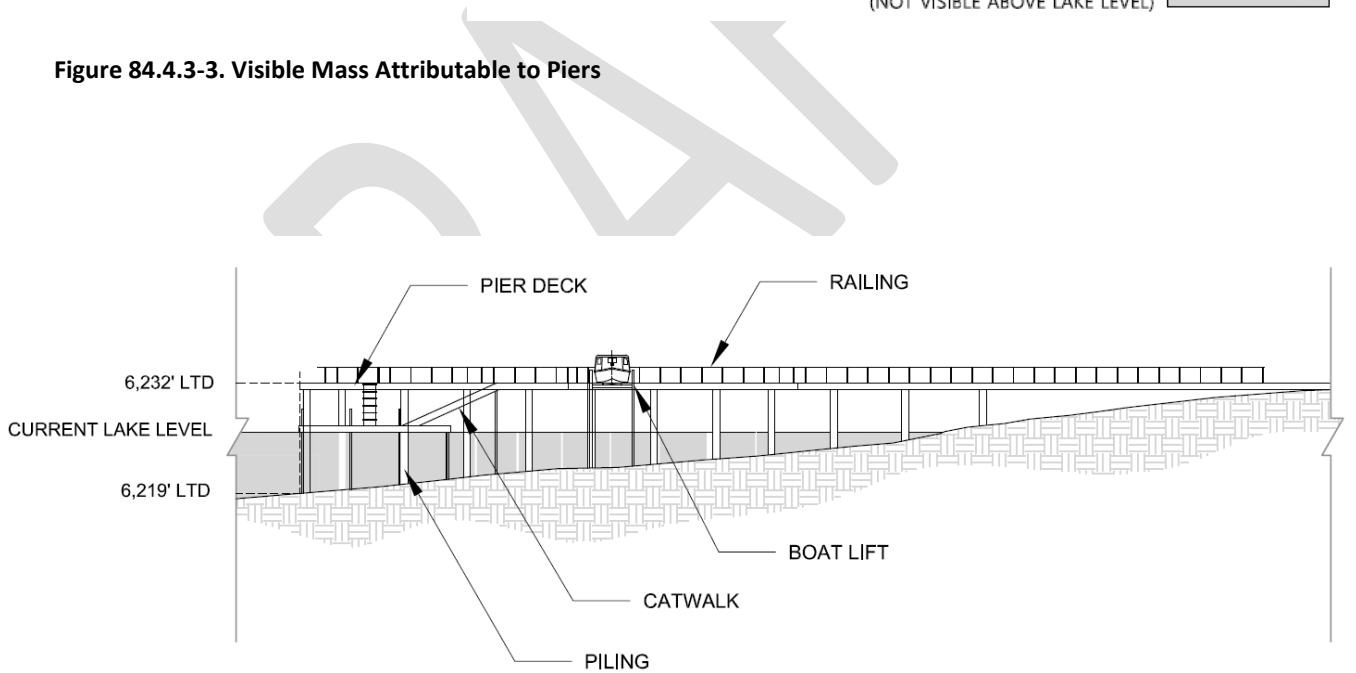 (NOT VISIBLE ABOVE LAKE LEVEL)
Figure 84.4.3-3. Visible Mass Attributable to Piers
PIER DECK
RAILING
6,232' LTD
CURRENT LAKE LEVEL
6,219' LTD
BOAT LIFT
CATWALK
PILING